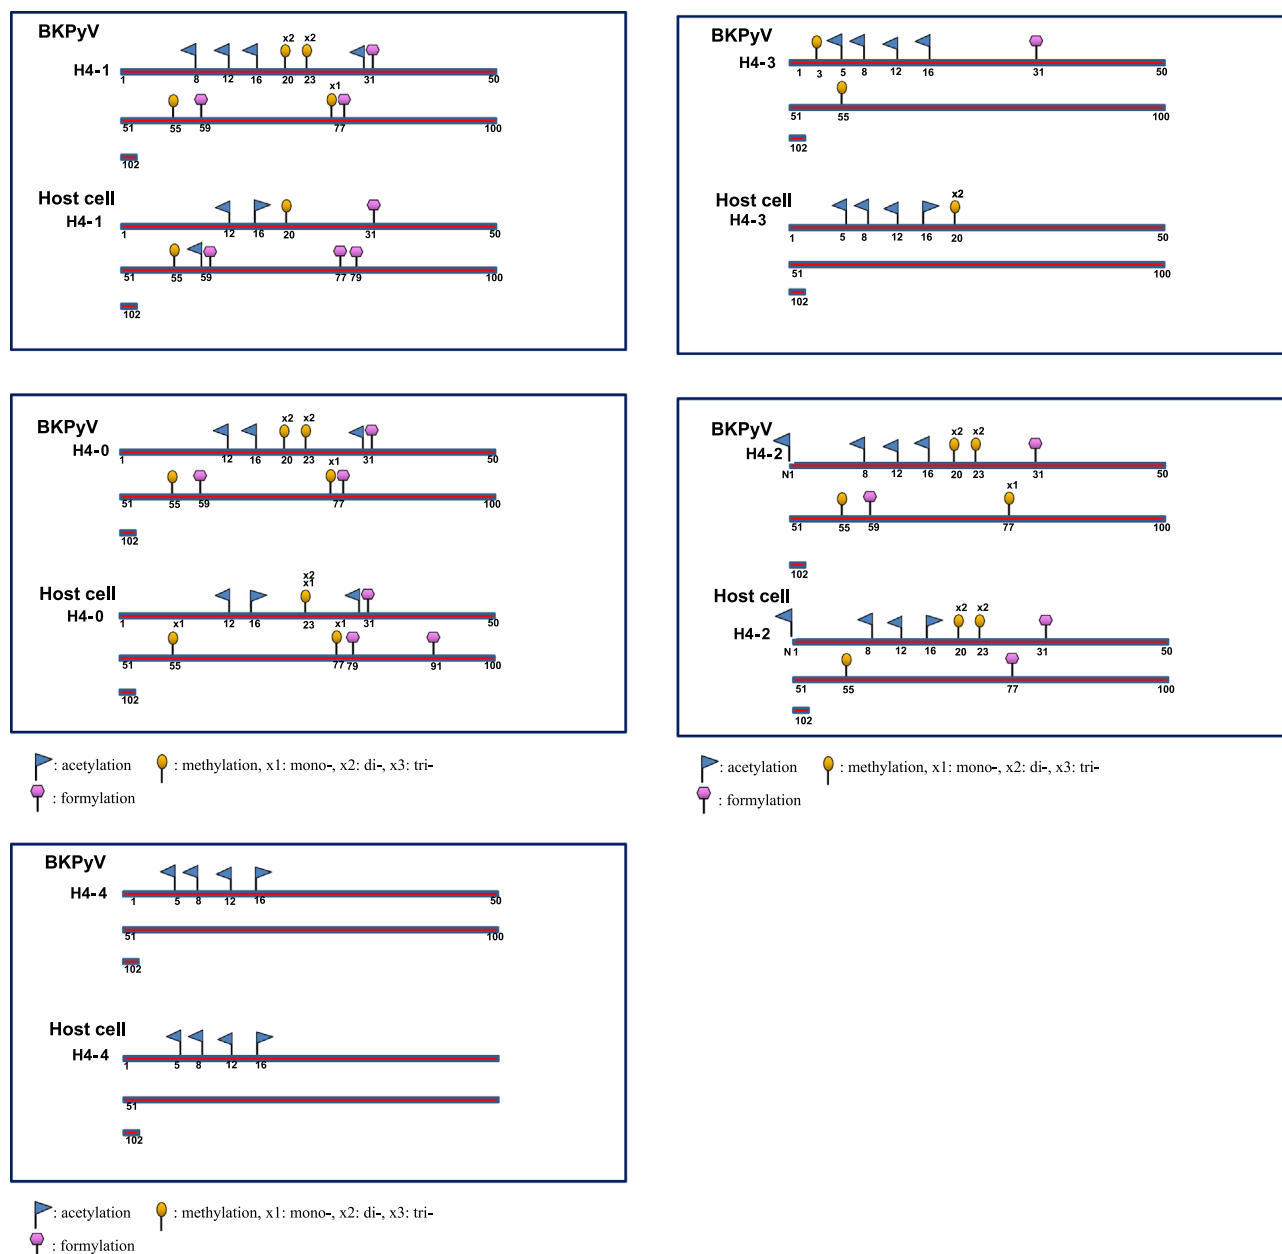 BKPyV
x2 x2
H4-1
1 8 12 16 20 23 31 50
x1
51 55 59 77 100
102
Host cell
H4-1
1 12 16 20 31 50
51 55 59 77 79 100
102
BKPyV
H4-3
1 3 5 8 12 16 31 50
51 55 100
102
Host cell
x2
H4-3
1 5 8 12 16 20 50
51 100
102
BKPyV
x2 x2
H4-0
1 12 16 20 23 31 50
x1
51 55 59 77 100
102
Host cell
x2
x1
H4-0
1 12 16 23 31 50
x1 x1
51 55 77 79 91 100
102
BKPyV
x2 x2
H4-2
N1 8 12 16 20 23 31 50
x1
51 55 59 77 100
102
Host cell
x2 x2
H4-2
N 1 8 12 16 20 23 31 50
51 55 77 100
102
: acetylation : methylation, x1: mono-, x2: di-, x3: tri-
: formylation
: acetylation : methylation, x1: mono-, x2: di-, x3: tri-
: formylation
BKPyV
H4-4
1 5 8 12 16 50
51 100
102
Host cell
H4-4
1 5 8 12 16
51
102
: acetylation : methylation, x1: mono-, x2: di-, x3: tri-
: formylation